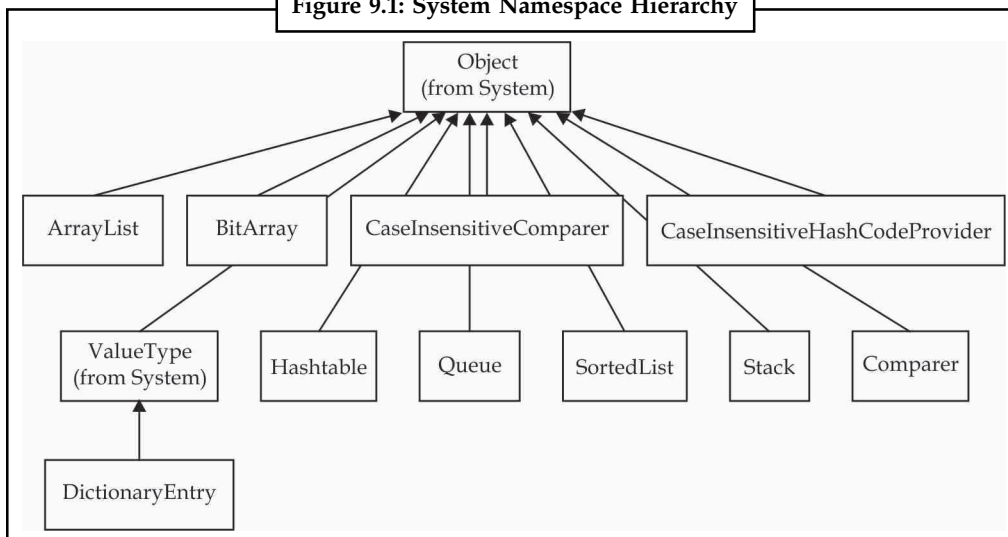 Figure 9.1: System Namespace Hierarchy
Object
(from System)
ArrayList
BitArray
CaseInsensitiveComparer
CaseInsensitiveHashCodeProvider
ValueType
(from System)
Hashtable
Queue
SortedList
Stack
Comparer
DictionaryEntry